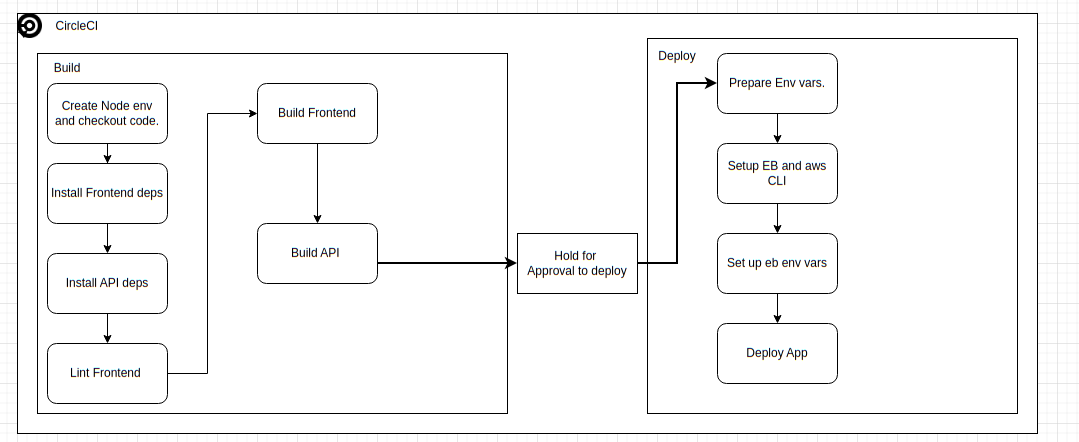 CircleCI
Build
Create Node env
and checkout code.
Install Frontend deps
Install API deps
Lint Frontend
Build Frontend
Build API
Hold for
Approval to deploy
Deploy
Prepare Env vars.
Setup EB and aws
CLI
Set up eb env vars
Deploy App